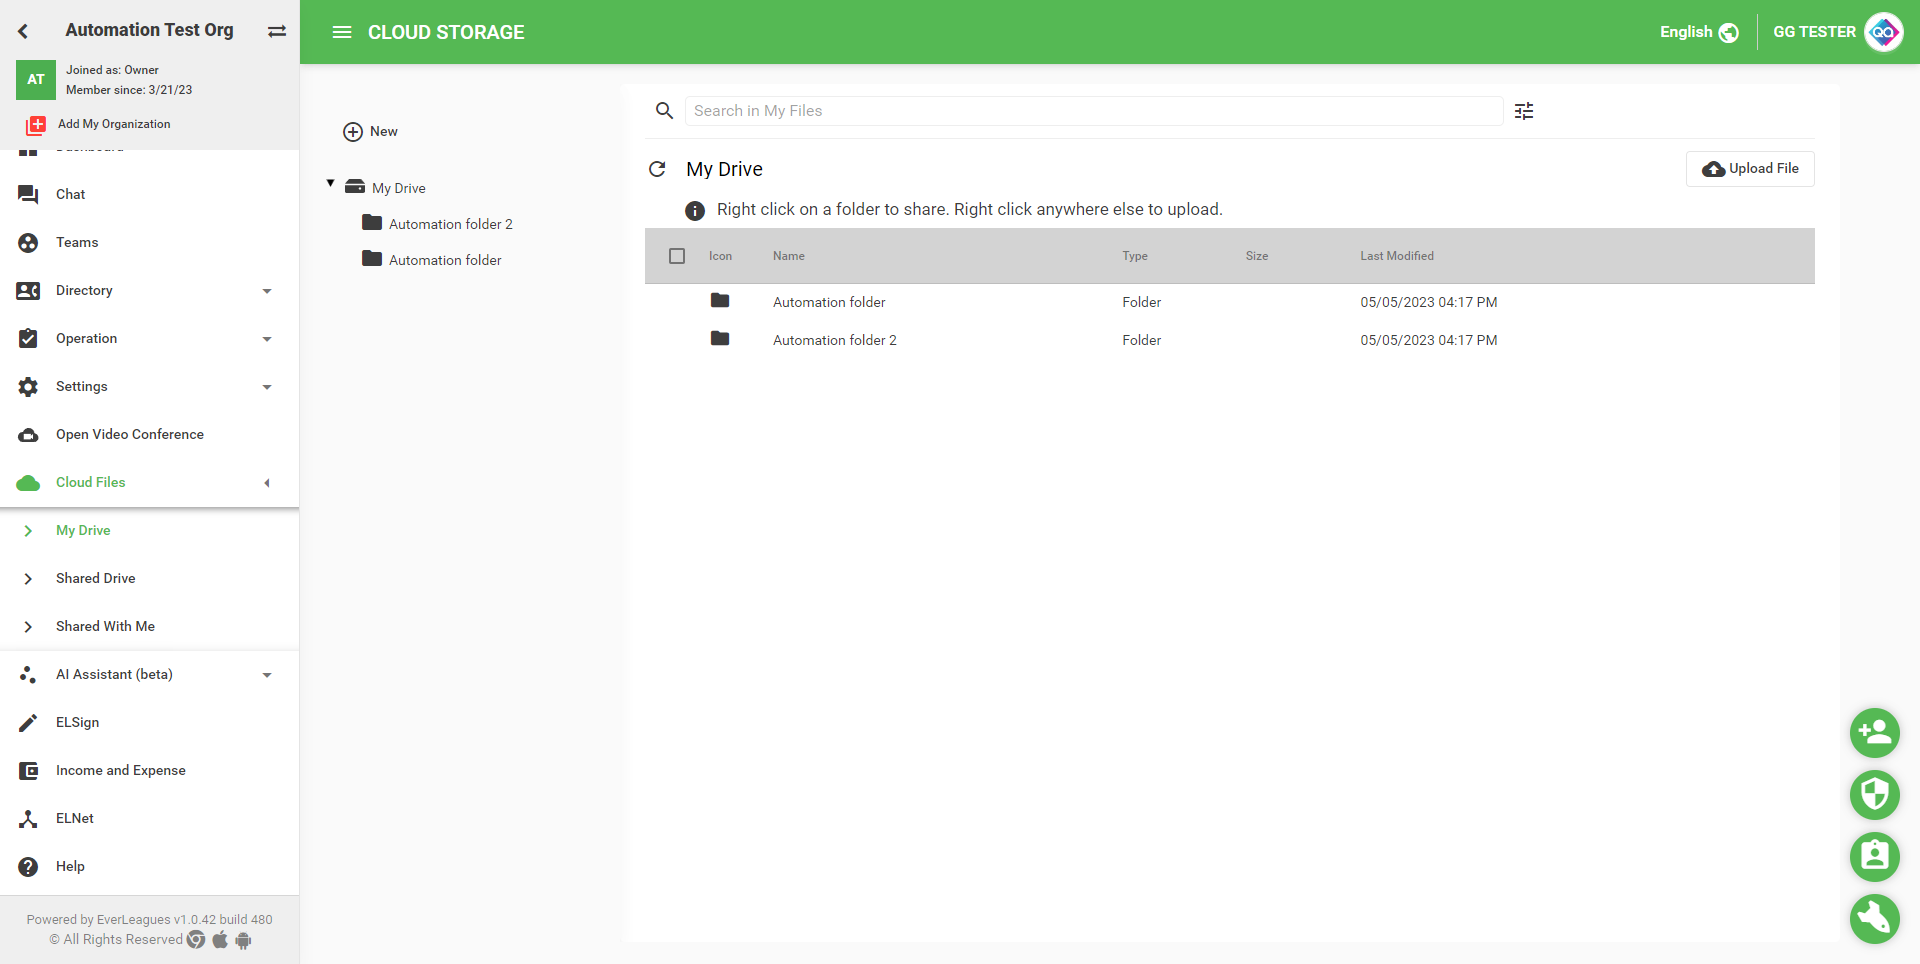 Automation Test Org
AT
Joined as: Owner
Member since: 3/21/23
Add My Organization
Dashboard
Chat
Teams
Directory
Operation
Settings
Open Video Conference
Cloud Files
My Drive
Shared Drive
Shared With Me
AI Assistant (beta)
ELSign
Income and Expense
ELNet
Help
Powered by EverLeagues v1.0.42 build 480
© All Rights Reserved
CLOUD STORAGE
English
GG TESTER
QA
New
My Drive
Automation folder 2
Automation folder
Search in My Files
My Drive
Upload File
Right click on a folder to share. Right click anywhere else to upload.
Icon Name Type Size Last Modified
Automation folder Folder 05/05/2023 04:17 PM
Automation folder 2 Folder 05/05/2023 04:17 PM